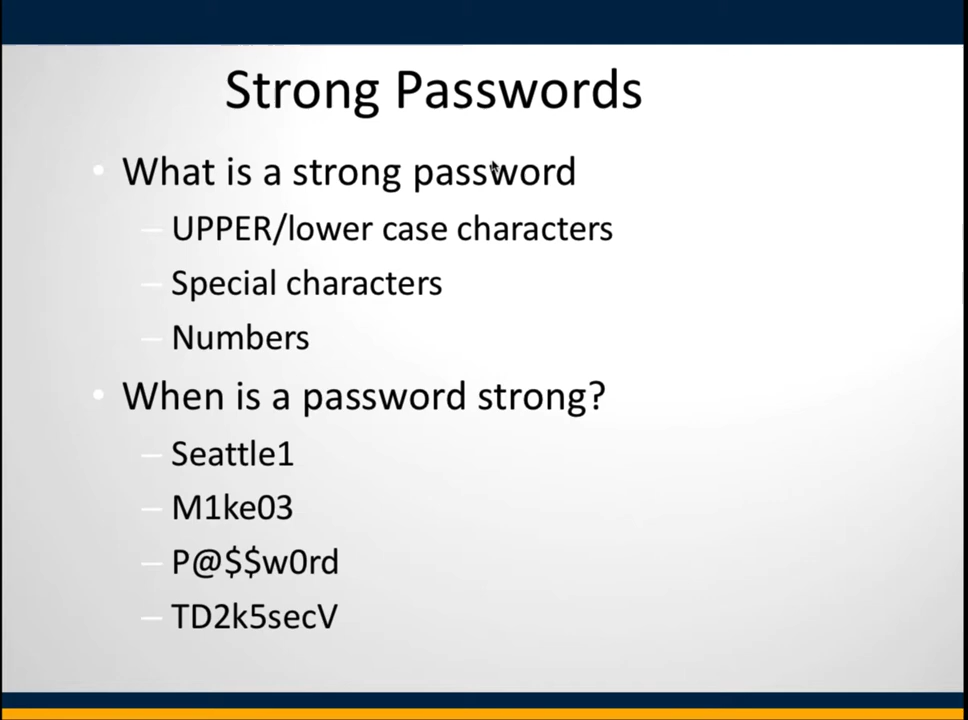 Strong Passwords
• What is a strong password
– UPPER/lower case characters
– Special characters
– Numbers
• When is a password strong?
– Seattle1
– M1ke03
– P@$$w0rd
– TD2k5secV